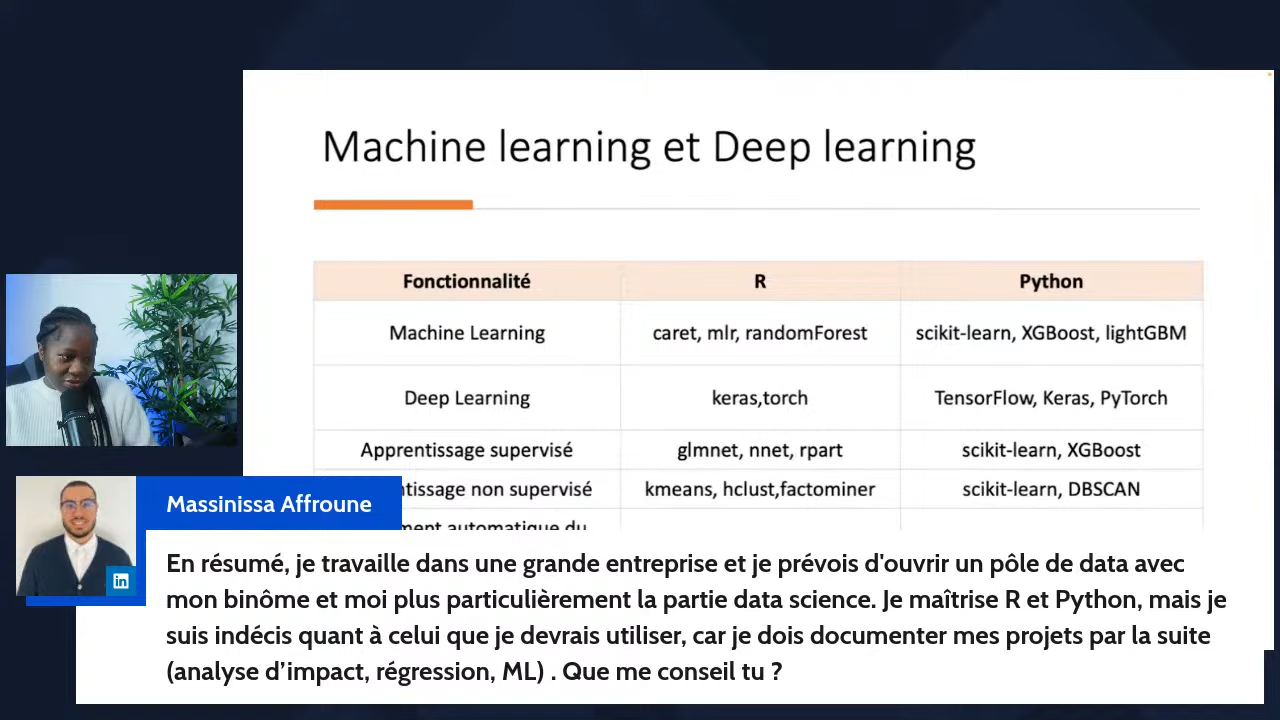 Machine learning et Deep learning
Fonctionnalité R Python
Machine Learning caret, mlr, randomForest scikit-learn, XGBoost, lightGBM
Deep Learning keras,torch TensorFlow, Keras, PyTorch
Apprentissage supervisé glmnet, nnet, rpart scikit-learn, XGBoost
ntissage non supervisé kmeans, hclust,factominer scikit-learn, DBSCAN
ment automatique du
Massinissa Affroune
in
En résumé, je travaille dans une grande entreprise et je prévois d'ouvrir un pôle de data avec
mon binôme et moi plus particulièrement la partie data science. Je maîtrise R et Python, mais je
suis indécis quant à celui que je devrais utiliser, car je dois documenter mes projets par la suite
(analyse d’impact, régression, ML) . Que me conseil tu ?